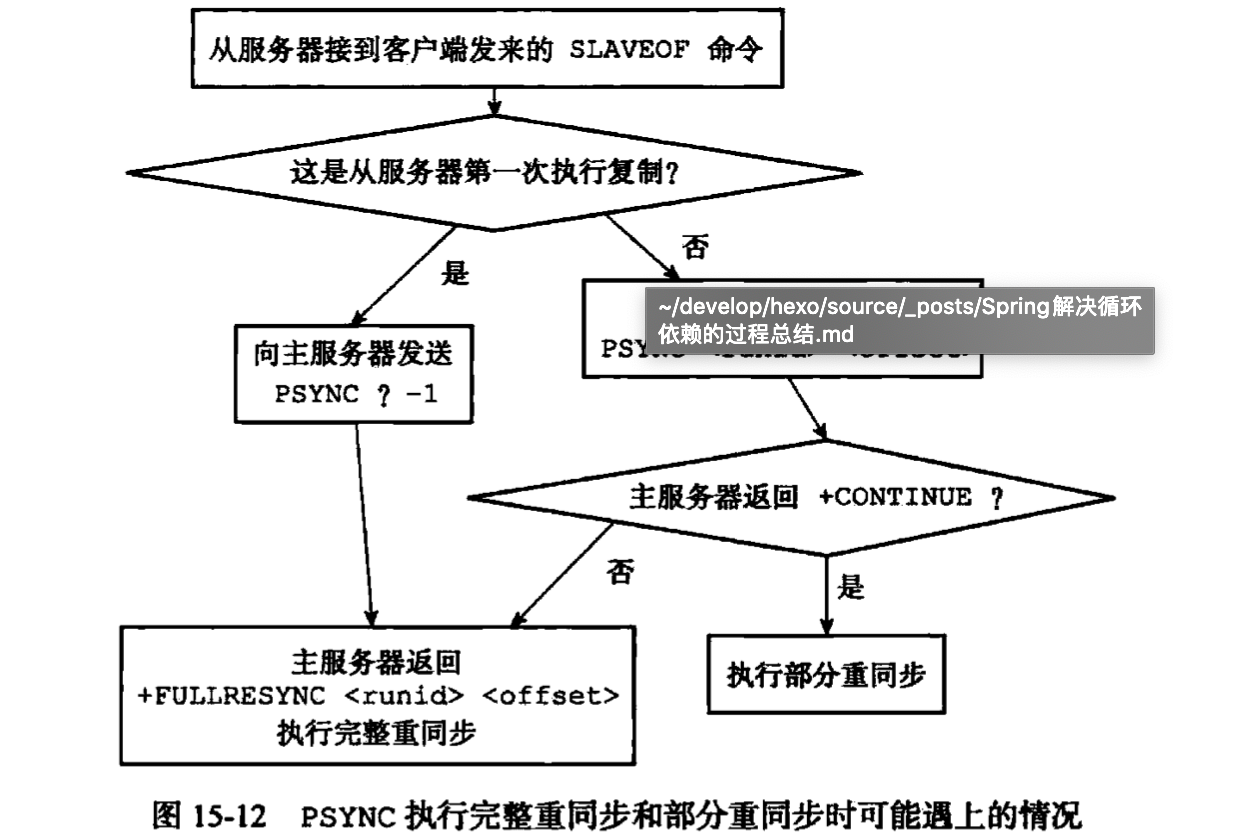 从服务器接到客户端发来的 SLAVEOF 命令
这是从服务器第一次执行复制?
否
是
~/develop/hexo/source/_posts/Spring解决循环
依赖的过程总结.md
向主服务器发送
PSYNC ? -1
主服务器返回 +CONTINUE ?
否
是
主服务器返回
+FULLRESYNC <runid> <offset>
执行完整重同步
执行部分重同步
图 15-12 PSYNC 执行完整重同步和部分重同步时可能遇上的情况